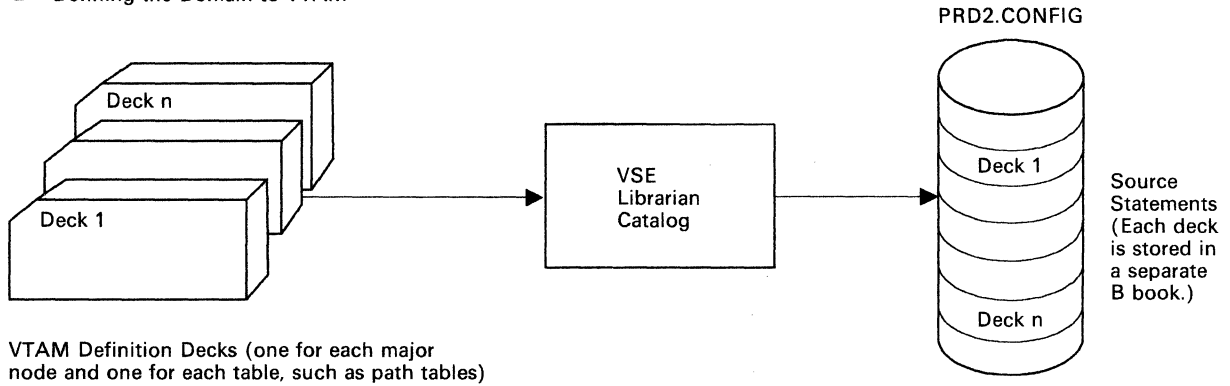 Defining the Domain to VTAM
PRD2.CONFIG
Deck n
Deck 1
VSE
Librarian
Catalog
Deck 1
Deck n
Source
Statements
(Each deck
is stored in
a separate
B book.)
VTAM Definition Decks (one for each major
node and one for each table, such as path tables)